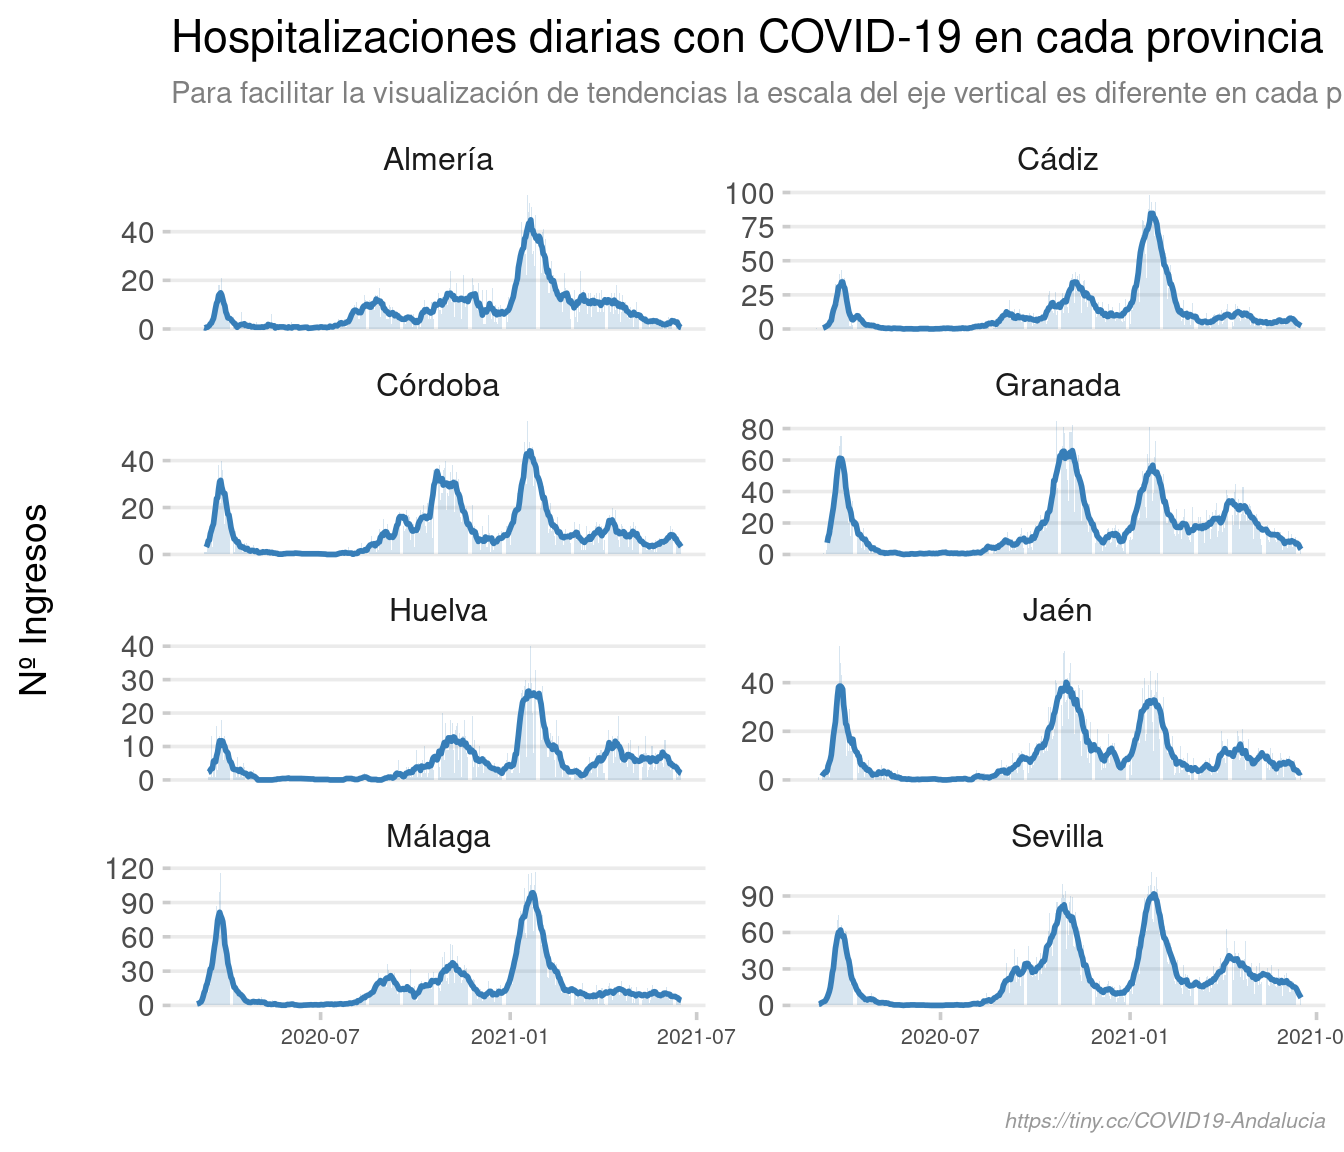 Hospitalizaciones diarias con COVID-19 en cada provincia
Para facilitar la visualización de tendencias la escala del eje vertical es diferente en cada p
Nº Ingresos
Almería
40
20
0
Cádiz
100
75
50
25
0
Córdoba
40
20
0
Granada
80
60
40
20
0
Huelva
40
30
20
10
0
Jaén
40
20
0
Málaga
120
90
60
30
0
Sevilla
90
60
30
0
2020-07 2021-01 2021-07
2020-07 2021-01 2021-0
https://tiny.cc/COVID19-Andalucia